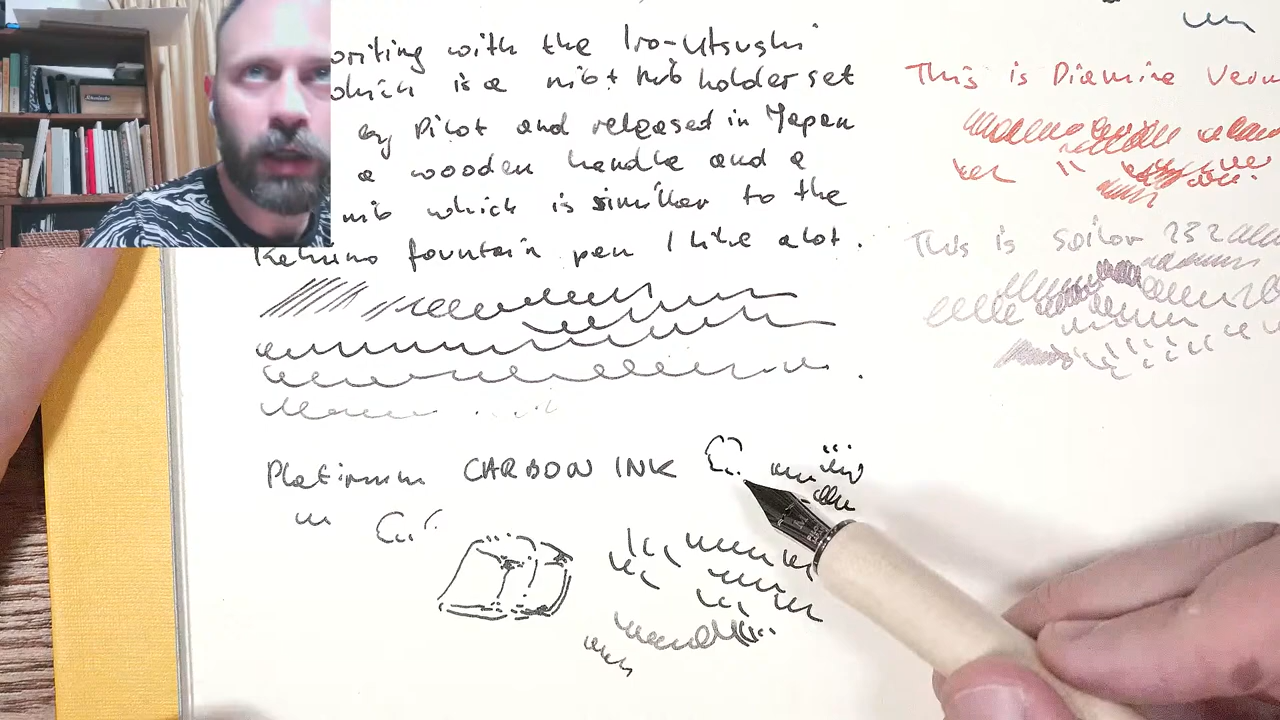 writing with the Iro-Utsushi
which is a nib + nib holder set
by Pilot and released in Japan
a wooden handle and a
nib which is similar to the
Kakuno fountain pen I like alot.
Platinum CARBON INK
This is Diamine
This is Sailor 252